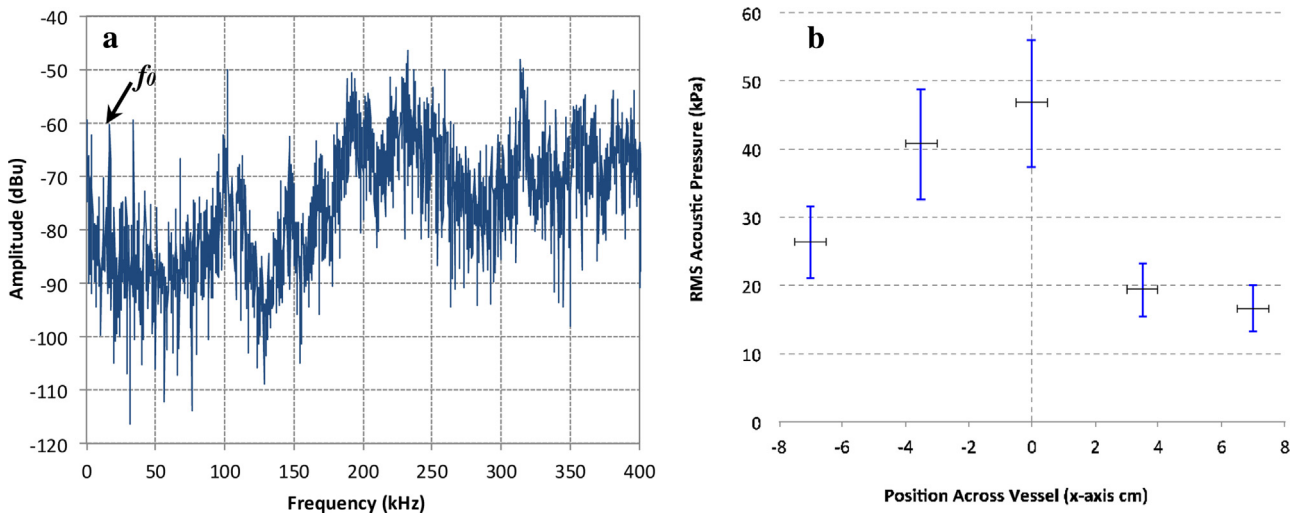 a
f0
-40
-50
-60
-70
-80
-90
-100
-110
-120
Amplitude (dBu)
0 50 100 150 200 250 300 350 400
Frequency (kHz)
b
60
50
40
30
20
10
0
RMS Acoustic Pressure (kPa)
-8 -6 -4 -2 0 2 4 6 8
Position Across Vessel (x-axis cm)